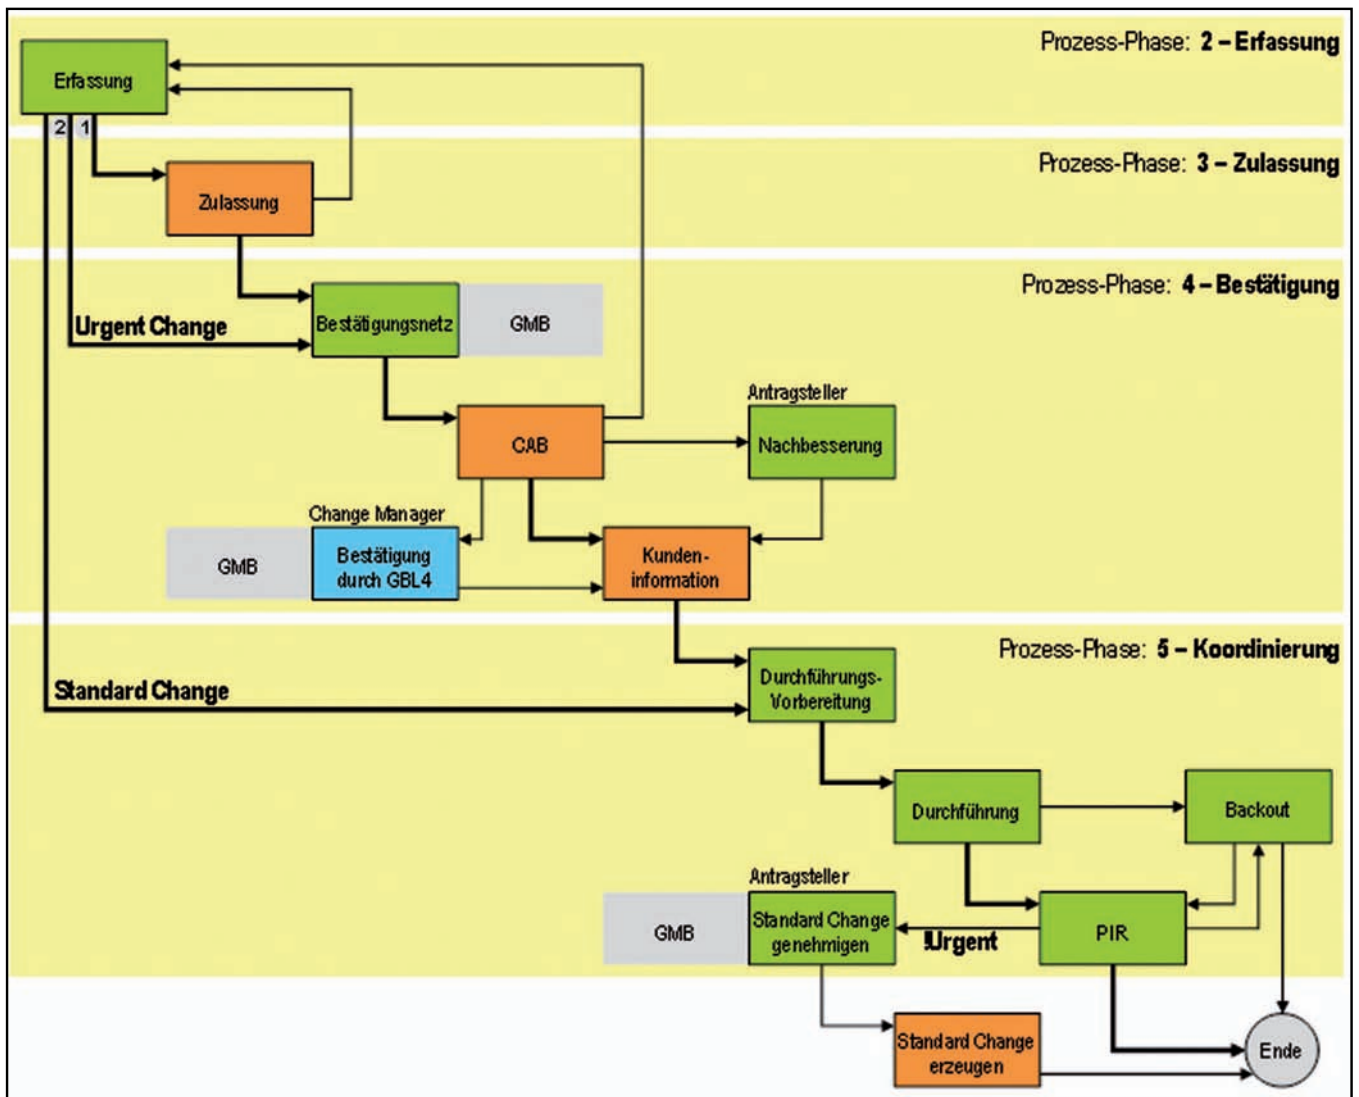 Prozess-Phase: 2 – Erfassung
Erfassung
2 1
Prozess-Phase: 3 – Zulassung
Zulassung
Prozess-Phase: 4 – Bestätigung
Urgent Change
Bestätigungsnetz
GMB
Antragsteller
CAB
Nachbesserung
Change Manager
GMB
Bestätigung
durch GBL4
Kunden-
information
Prozess-Phase: 5 – Koordinierung
Standard Change
Durchführungs-
Vorbereitung
Durchführung
Backout
Antragsteller
GMB
Standard Change
genehmigen
!Urgent
PIR
Standard Change
erzeugen
Ende